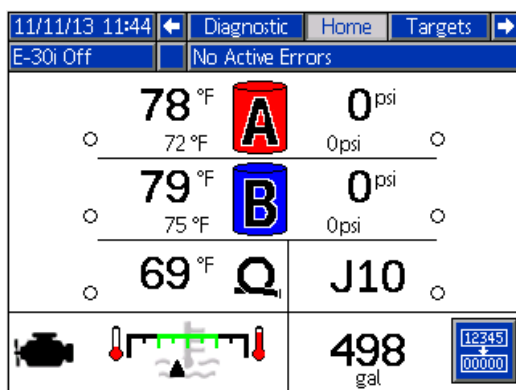 11/11/13 11:44 Diagnostic Home Targets
E-30i Off No Active Errors
78 °F A 0 psi
72 °F 0psi
79 °F B 0 psi
75 °F 0psi
69 °F J10
498 gal
12345
00000